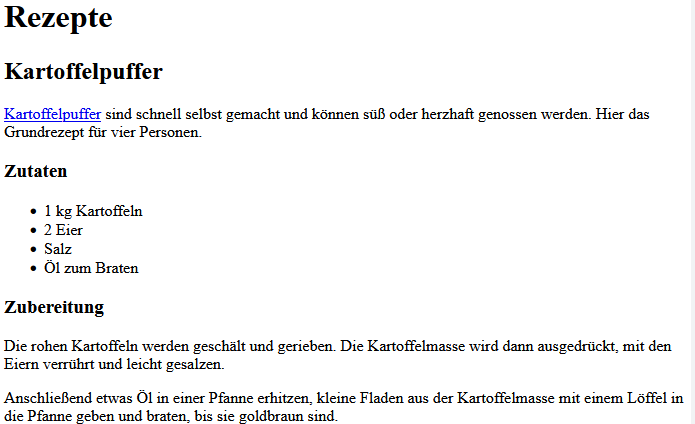 Rezepte
Kartoffelpuffer
Kartoffelpuffer sind schnell selbst gemacht und können süß oder herzhaft genossen werden. Hier das
Grundrezept für vier Personen.
Zutaten
• 1 kg Kartoffeln
• 2 Eier
• Salz
• Öl zum Braten
Zubereitung
Die rohen Kartoffeln werden geschält und gerieben. Die Kartoffelmasse wird dann ausgedrückt, mit den
Eiern verrührt und leicht gesalzen.
Anschließend etwas Öl in einer Pfanne erhitzen, kleine Fladen aus der Kartoffelmasse mit einem Löffel in
die Pfanne geben und braten, bis sie goldbraun sind.